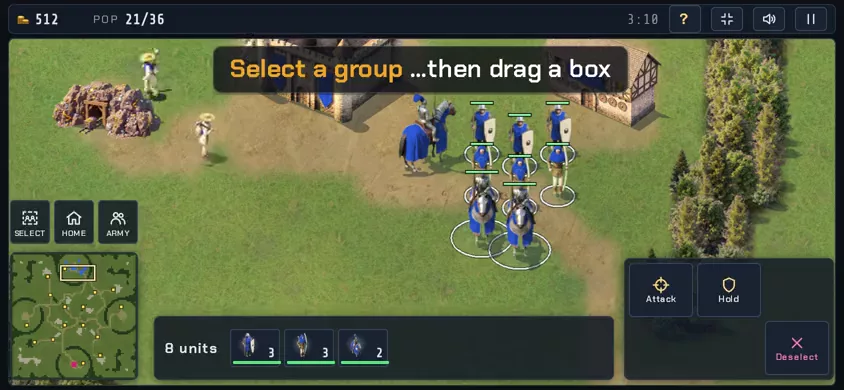 512 POP 21/36 3:10 ?
Select a group ...then drag a box
SELECT HOME ARMY
Attack Hold
8 units 3 3 2
Deselect